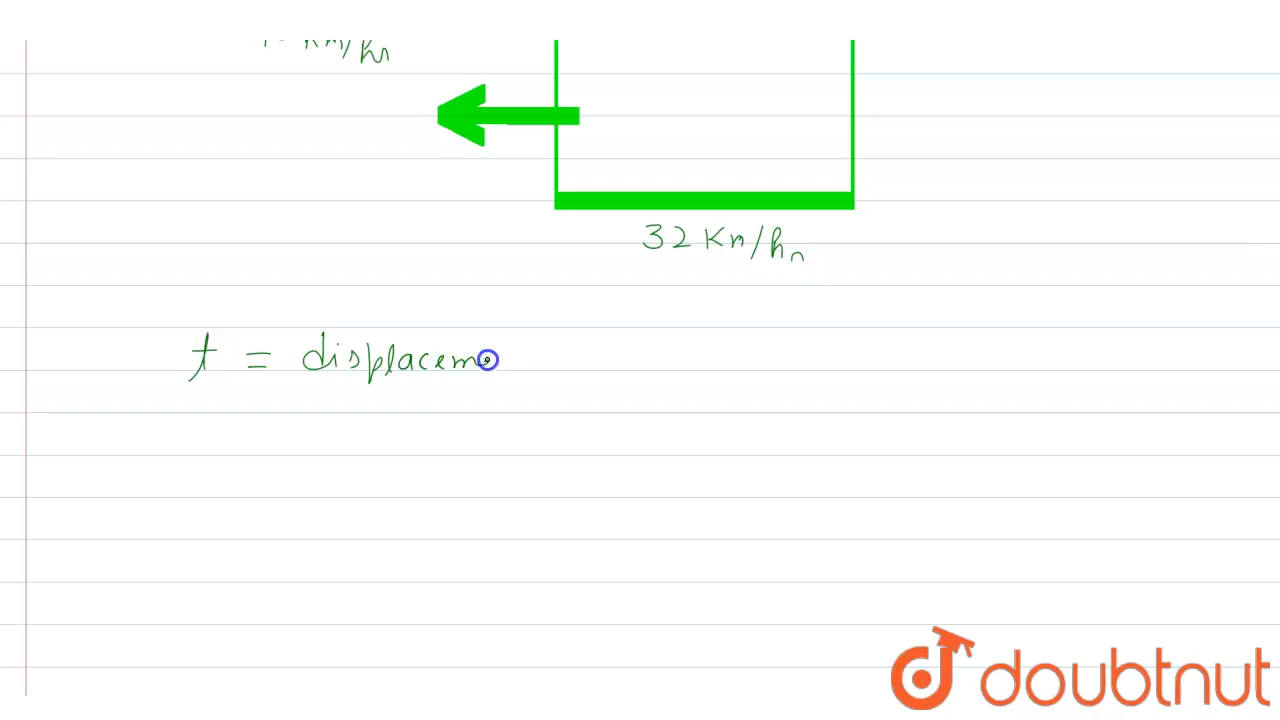 32 Km/hr
t = displacem
doubtnut